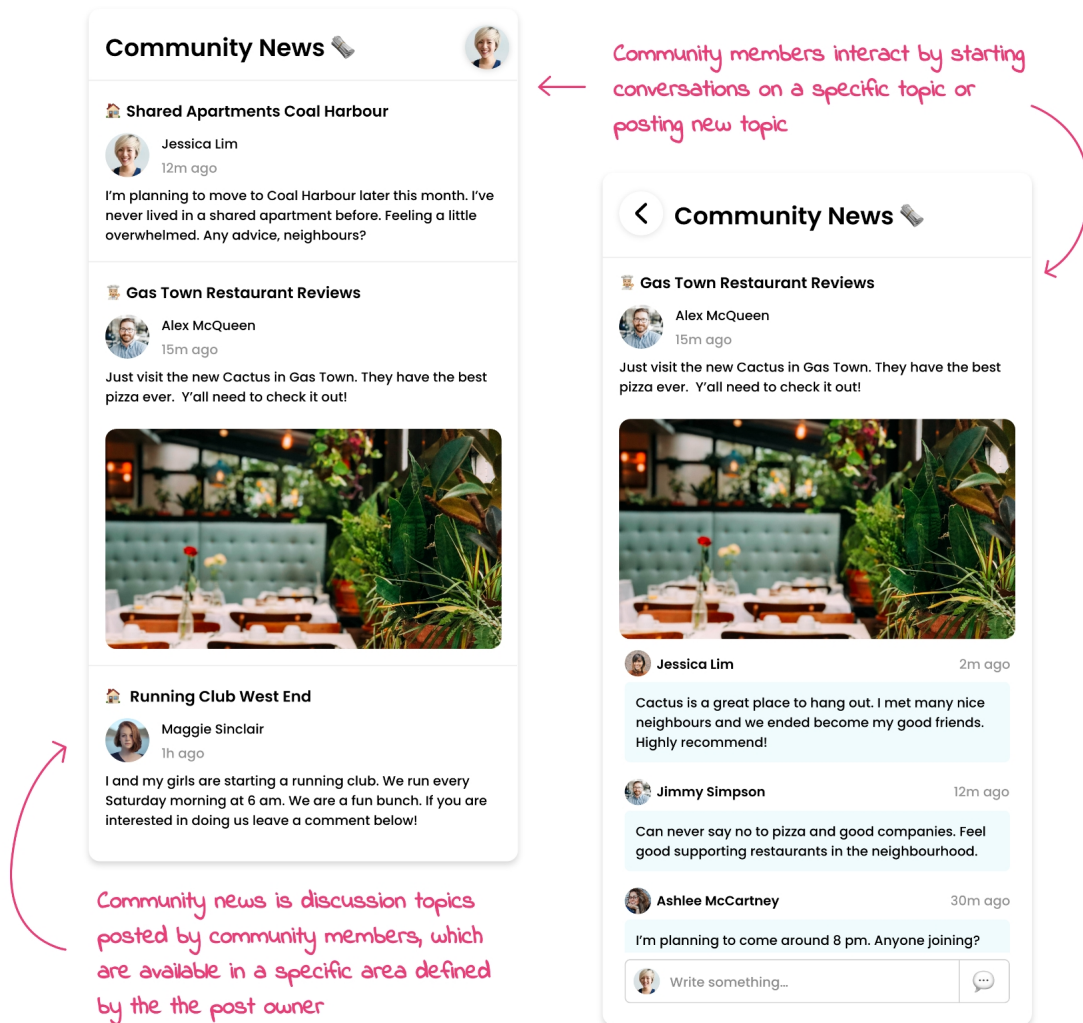 Community News
Shared Apartments Coal Harbour
Jessica Lim
12m ago
I'm planning to move to Coal Harbour later this month. I've
never lived in a shared apartment before. Feeling a little
overwhelmed. Any advice, neighbours?
Gas Town Restaurant Reviews
Alex McQueen
15m ago
Just visit the new Cactus in Gas Town. They have the best
pizza ever.  Y'all need to check it out!
Running Club West End
Maggie Sinclair
1h ago
I and my girls are starting a running club. We run every
Saturday morning at 6 am. We are a fun bunch. If you are
interested in doing us leave a comment below!
Community news is discussion topics
posted by community members, which
are available in a specific area defined
by the the post owner
Community members interact by starting
conversations on a specific topic or
posting new topic
Community News
Gas Town Restaurant Reviews
Alex McQueen
15m ago
Just visit the new Cactus in Gas Town. They have the best
pizza ever.  Y'all need to check it out!
Jessica Lim 2m ago
Cactus is a great place to hang out. I met many nice
neighbours and we ended become my good friends.
Highly recommend!
Jimmy Simpson 12m ago
Can never say no to pizza and good companies. Feel
good supporting restaurants in the neighbourhood.
Ashlee McCartney 30m ago
I'm planning to come around 8 pm. Anyone joining?
Write something...